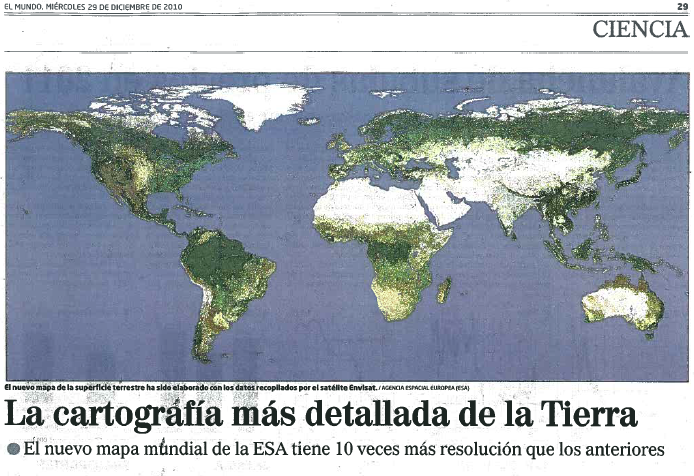 EL MUNDO, MIÉRCOLES 29 DE DICIEMBRE DE 2010
29
CIENCIA
El nuevo mapa de la superficie terrestre ha sido elaborado con los datos recopilados por el satélite Envisat. / AGENCIA ESPACIAL EUROPEA (ESA)
La cartografía más detallada de la Tierra
El nuevo mapa mundial de la ESA tiene 10 veces más resolución que los anteriores